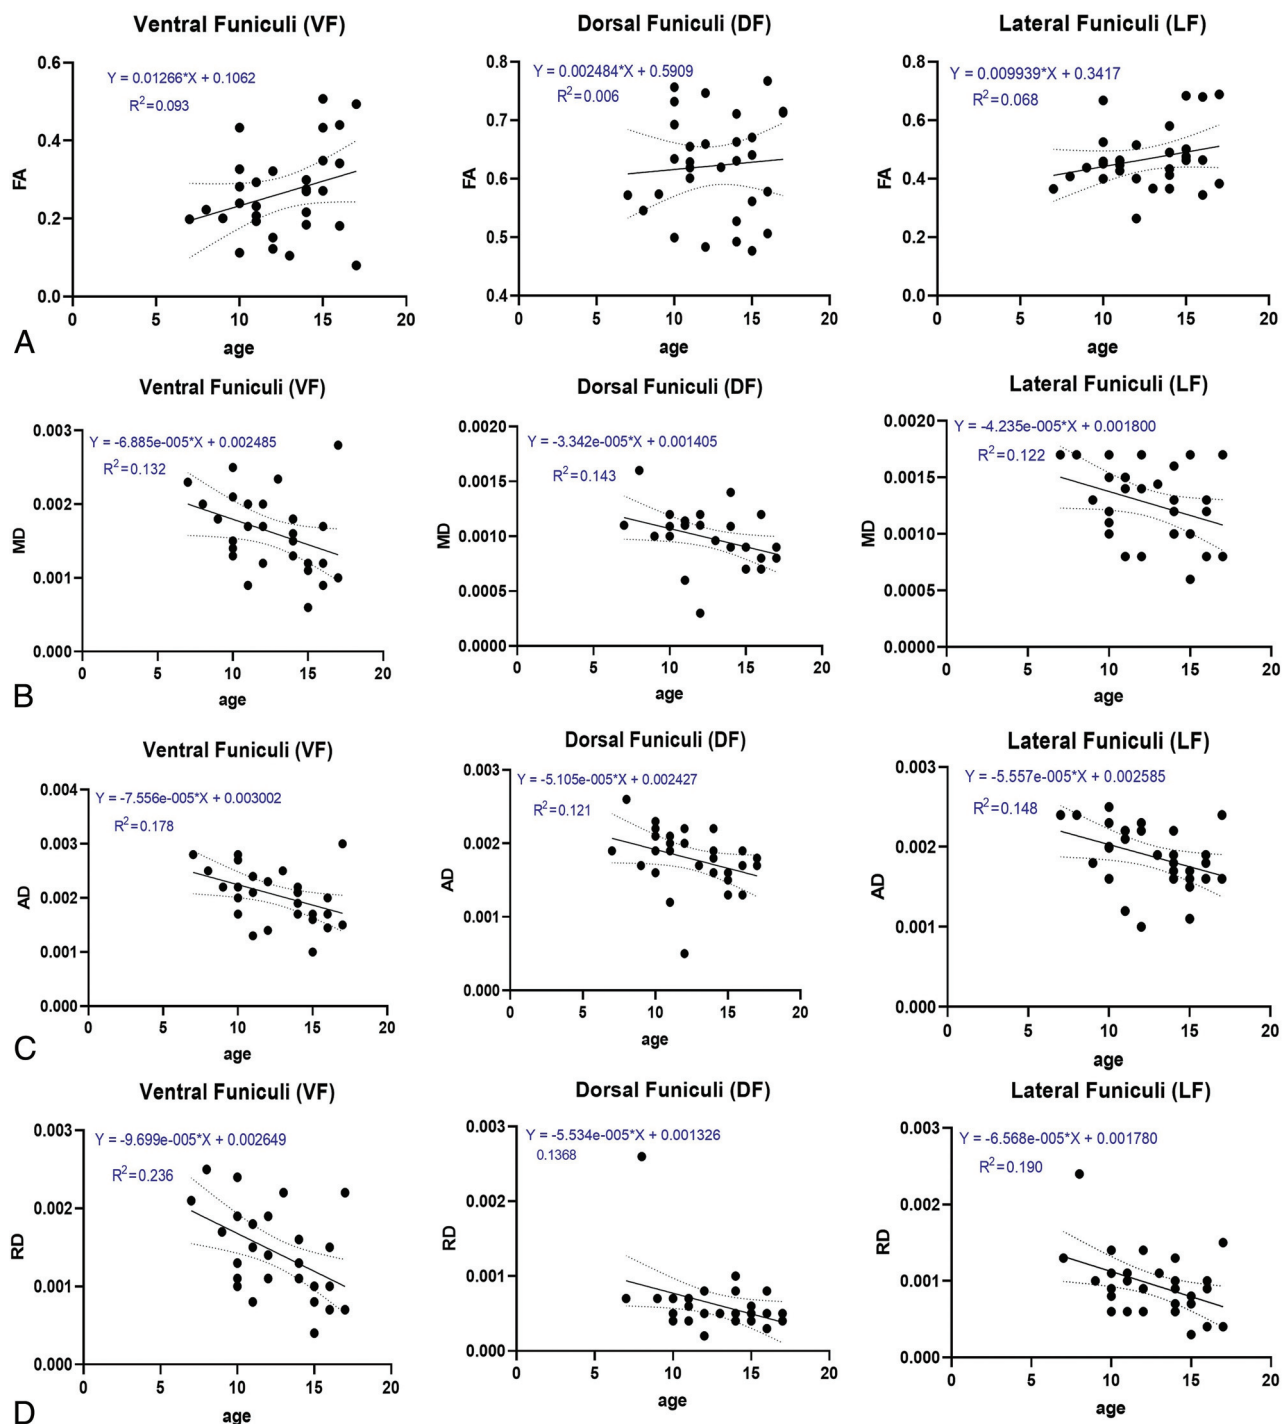 Ventral Funiculi (VF)
Y = 0.01266*X + 0.1062
R2=0.093
FA
0.6
0.4
0.2
0.0
0 5 10 15 20
age
Dorsal Funiculi (DF)
Y = 0.002484*X + 0.5909
R2=0.006
FA
0.8
0.7
0.6
0.5
0.4
0 5 10 15 20
age
Lateral Funiculi (LF)
Y = 0.009939*X + 0.3417
R2=0.068
FA
0.8
0.6
0.4
0.2
0.0
0 5 10 15 20
age
A
Ventral Funiculi (VF)
Y = -6.885e-005*X + 0.002485
R2=0.132
MD
0.003
0.002
0.001
0.000
0 5 10 15 20
age
Dorsal Funiculi (DF)
Y = -3.342e-005*X + 0.001405
R2=0.143
MD
0.0020
0.0015
0.0010
0.0005
0.0000
0 5 10 15 20
age
Lateral Funiculi (LF)
Y = -4.235e-005*X + 0.001800
R2=0.122
MD
0.0020
0.0015
0.0010
0.0005
0.0000
0 5 10 15 20
age
B
Ventral Funiculi (VF)
Y = -7.556e-005*X + 0.003002
R2=0.178
AD
0.004
0.003
0.002
0.001
0.000
0 5 10 15 20
age
Dorsal Funiculi (DF)
Y = -5.105e-005*X + 0.002427
R2=0.121
AD
0.003
0.002
0.001
0.000
0 5 10 15 20
age
Lateral Funiculi (LF)
Y = -5.557e-005*X + 0.002585
R2=0.148
AD
0.003
0.002
0.001
0.000
0 5 10 15 20
age
C
Ventral Funiculi (VF)
Y = -9.699e-005*X + 0.002649
R2=0.236
RD
0.003
0.002
0.001
0.000
0 5 10 15 20
age
Dorsal Funiculi (DF)
Y = -5.534e-005*X + 0.001326
0.1368
RD
0.003
0.002
0.001
0.000
0 5 10 15 20
age
Lateral Funiculi (LF)
Y = -6.568e-005*X + 0.001780
R2=0.190
RD
0.003
0.002
0.001
0.000
0 5 10 15 20
age
D